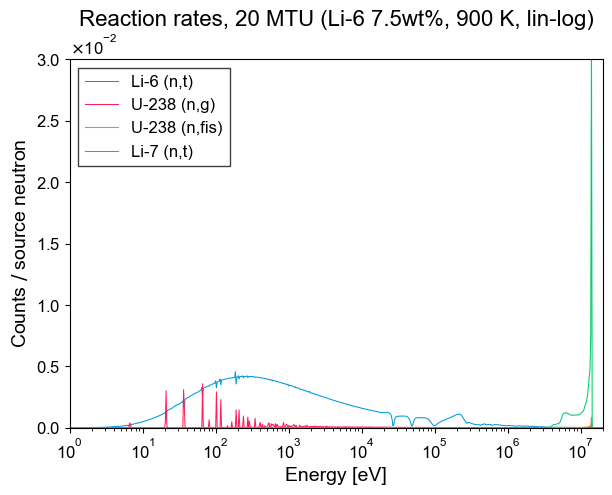 Reaction rates, 20 MTU (Li-6 7.5wt%, 900 K, lin-log)
×10⁻²
3.0
2.5
2.0
1.5
1.0
0.5
0.0
Counts / source neutron
Li-6 (n,t)
U-238 (n,g)
U-238 (n,fis)
Li-7 (n,t)
10⁰ 10¹ 10² 10³ 10⁴ 10⁵ 10⁶ 10⁷
Energy [eV]